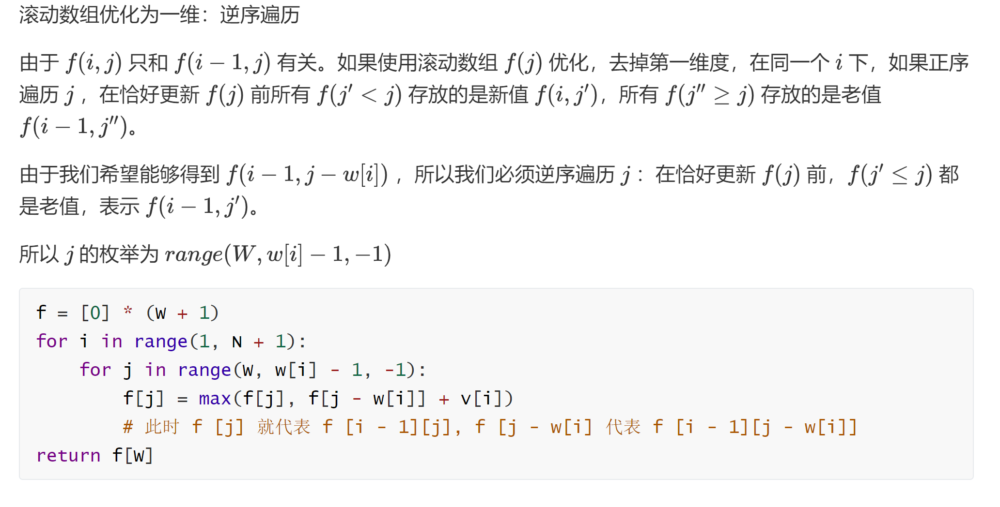 滚动数组优化为一维：逆序遍历
由于 f(i, j) 只和 f(i − 1, j) 有关。如果使用滚动数组 f(j) 优化，去掉第一维度，在同一个 i 下，如果正序
遍历 j ，在恰好更新 f(j) 前所有 f(j′ < j) 存放的是新值 f(i, j′)，所有 f(j″ ≥ j) 存放的是老值
f(i − 1, j″)。
由于我们希望能够得到 f(i − 1, j − w[i]) ，所以我们必须逆序遍历 j ：在恰好更新 f(j) 前，f(j′ ≤ j) 都
是老值，表示 f(i − 1, j′)。
所以 j 的枚举为 range(W, w[i] − 1, −1)
f = [0] * (W + 1)
for i in range(1, N + 1):
    for j in range(W, w[i] - 1, -1):
        f[j] = max(f[j], f[j - w[i]] + v[i])
        # 此时 f [j] 就代表 f [i - 1][j], f [j - w[i] 代表 f [i - 1][j - w[i]]
return f[W]